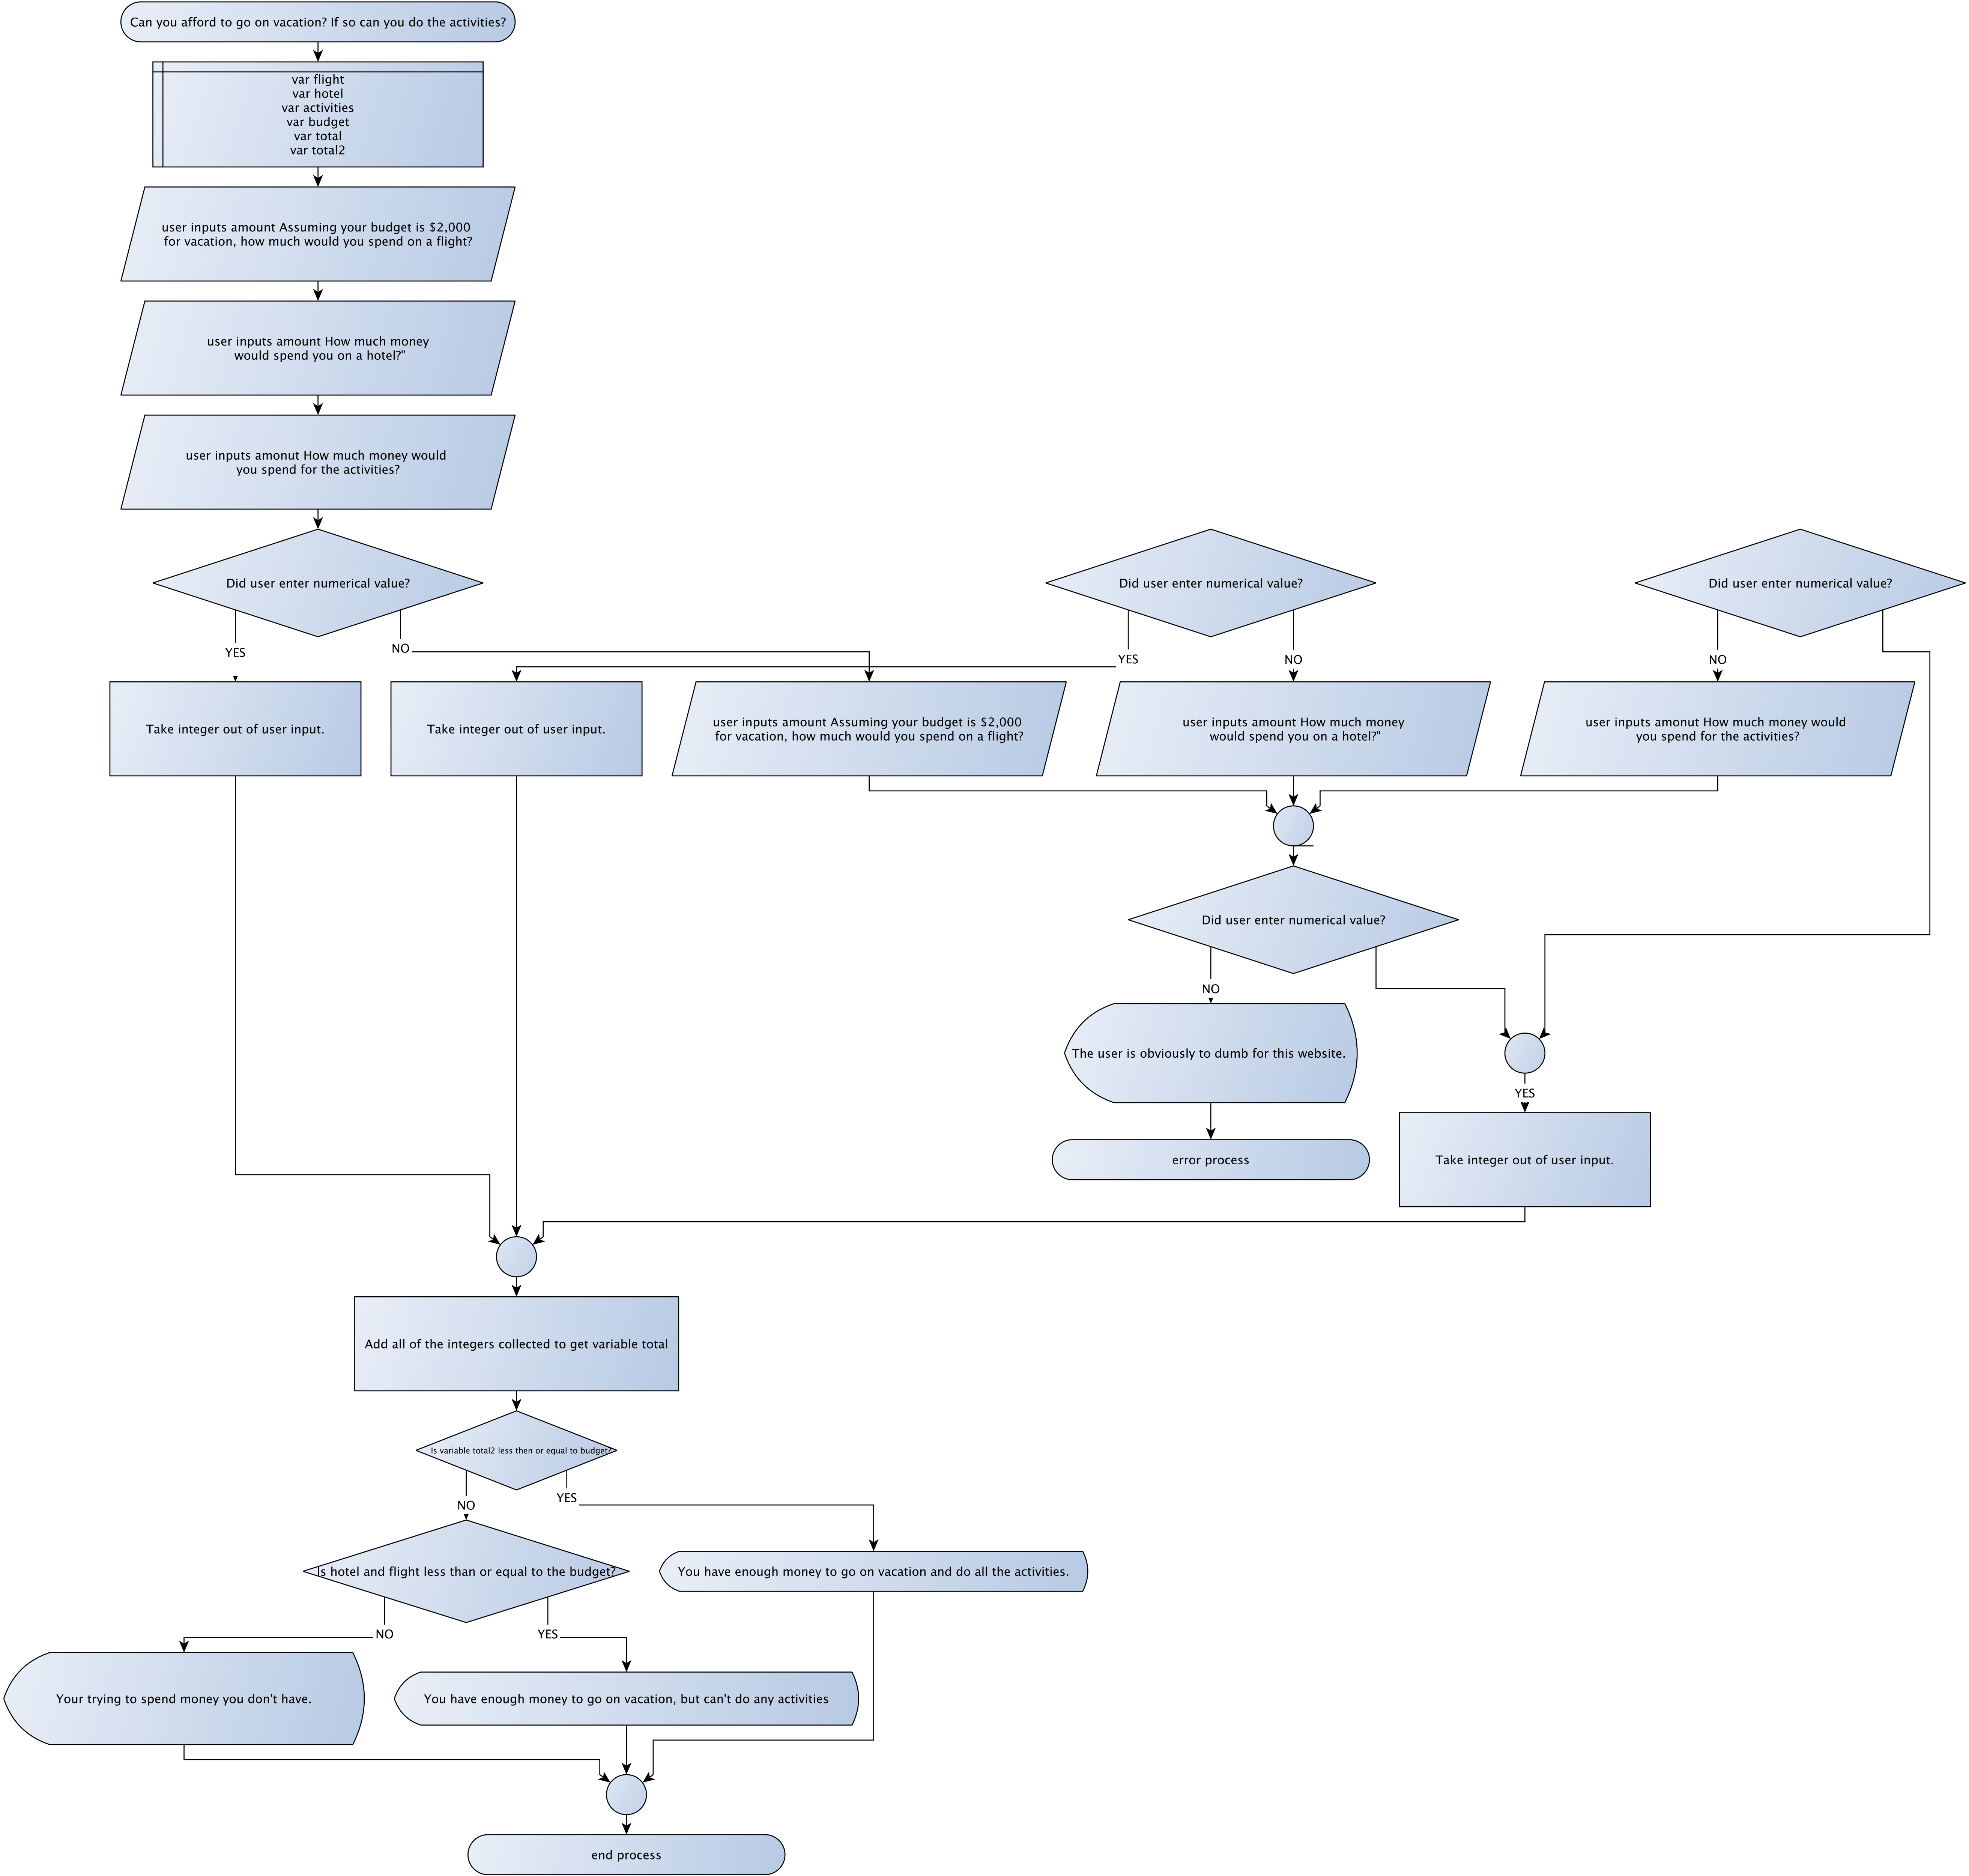 Can you afford to go on vacation? If so can you do the activities?
var flight
var hotel
var activities
var budget
var total
var total2
user inputs amount Assuming your budget is $2,000
for vacation, how much would you spend on a flight?
user inputs amount How much money
would spend you on a hotel?"
user inputs amonut How much money would
you spend for the activities?
Did user enter numerical value?
Did user enter numerical value?
Did user enter numerical value?
YES
NO
YES
NO
NO
Take integer out of user input.
Take integer out of user input.
user inputs amount Assuming your budget is $2,000
for vacation, how much would you spend on a flight?
user inputs amount How much money
would spend you on a hotel?"
user inputs amonut How much money would
you spend for the activities?
Did user enter numerical value?
NO
The user is obviously to dumb for this website.
YES
error process
Take integer out of user input.
Add all of the integers collected to get variable total
Is variable total2 less then or equal to budget?
NO
YES
Is hotel and flight less than or equal to the budget?
You have enough money to go on vacation and do all the activities.
NO
YES
Your trying to spend money you don't have.
You have enough money to go on vacation, but can't do any activities
end process